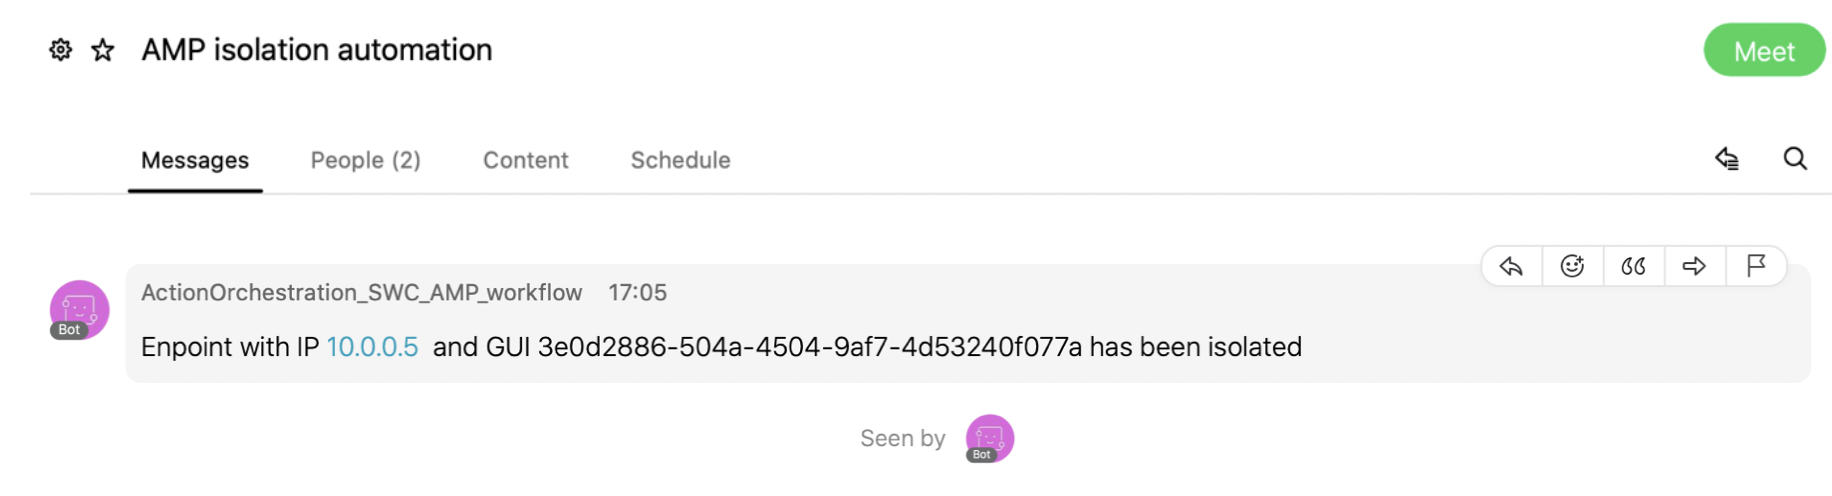 AMP isolation automation
Meet
Messages People (2) Content Schedule
ActionOrchestration_SWC_AMP_workflow 17:05
Bot
Enpoint with IP 10.0.0.5 and GUI 3e0d2886-504a-4504-9af7-4d53240f077a has been isolated
Seen by
Bot